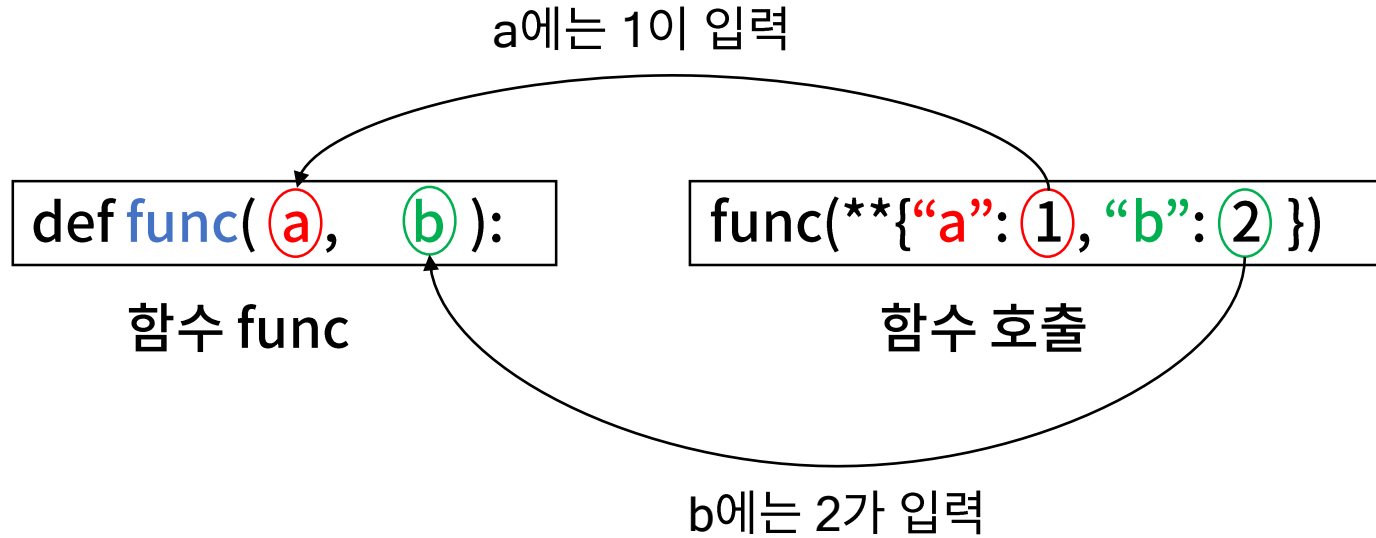 a에는 1이 입력
def func( a, b ):
func(**{“a”: 1, “b”: 2 })
함수 func
함수 호출
b에는 2가 입력